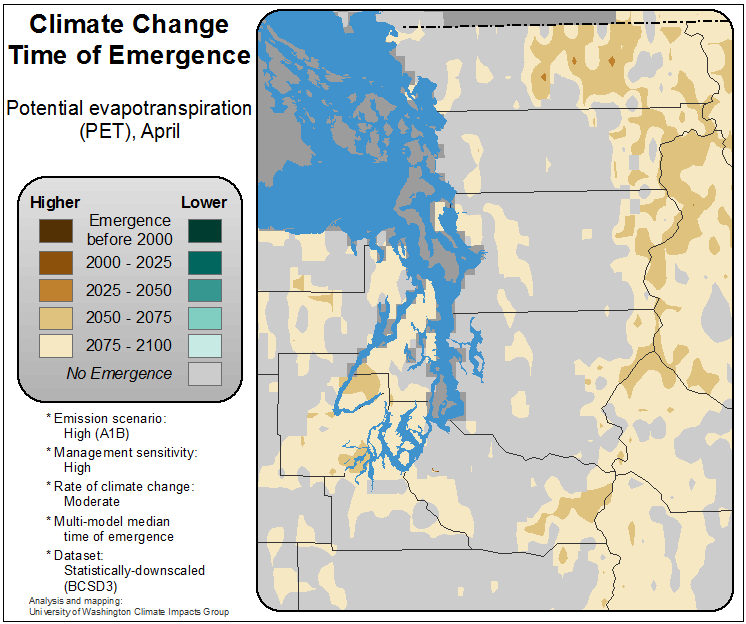 Climate Change
Time of Emergence
Potential evapotranspiration
(PET), April
Higher Lower
Emergence
before 2000
2000 - 2025
2025 - 2050
2050 - 2075
2075 - 2100
No Emergence
* Emission scenario:
High (A1B)
* Management sensitivity:
High
* Rate of climate change:
Moderate
* Multi-model median
time of emergence
* Dataset:
Statistically-downscaled
(BCSD3)
Analysis and mapping:
University of Washington Climate Impacts Group